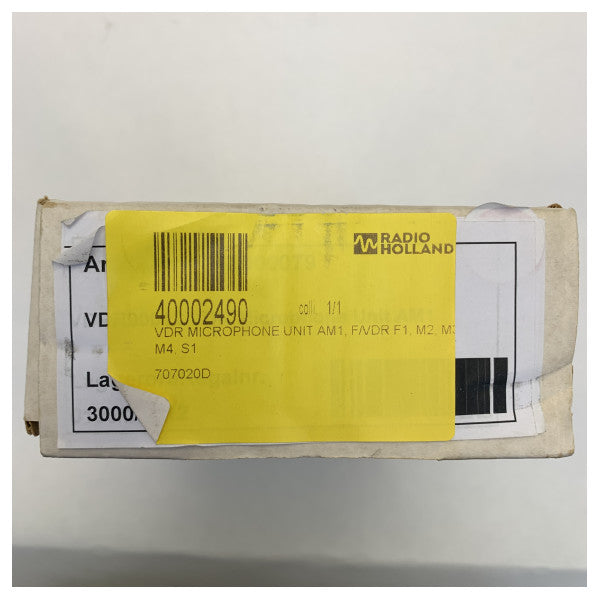 RADIO
HOLLAND
40002490
colli. 1/1
VDR MICROPHONE UNIT AM1, F/VDR F1, M2, M3
M4, S1
707020D
Ar
VD
Lag
3000